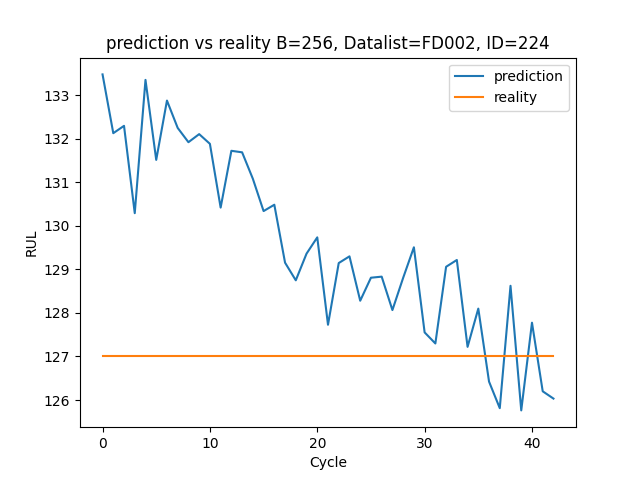 prediction vs reality B=256, Datalist=FD002, ID=224
prediction
reality
133
132
131
130
129
128
127
126
RUL
0
10
20
30
40
Cycle